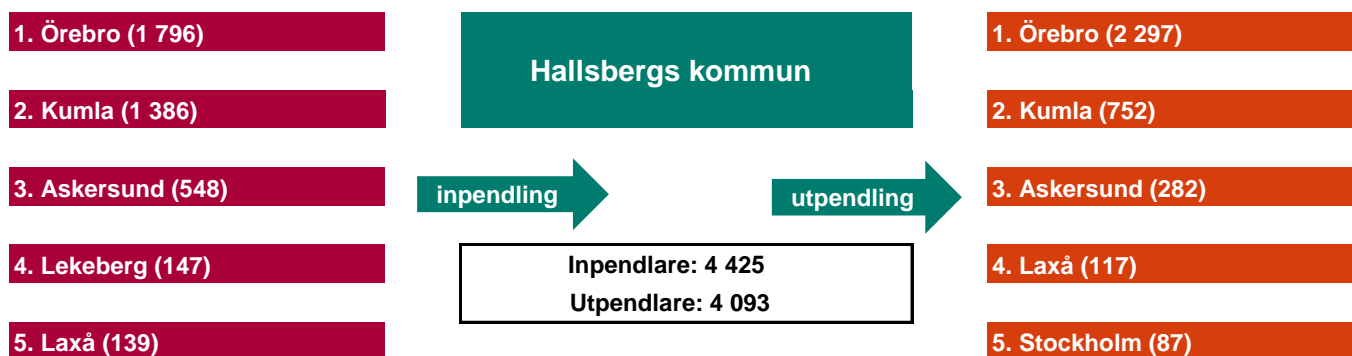 1. Örebro (1 796)
2. Kumla (1 386)
3. Askersund (548)
4. Lekeberg (147)
5. Laxå (139)
Hallsbergs kommun
inpendling
utpendling
Inpendlare: 4 425
Utpendlare: 4 093
1. Örebro (2 297)
2. Kumla (752)
3. Askersund (282)
4. Laxå (117)
5. Stockholm (87)